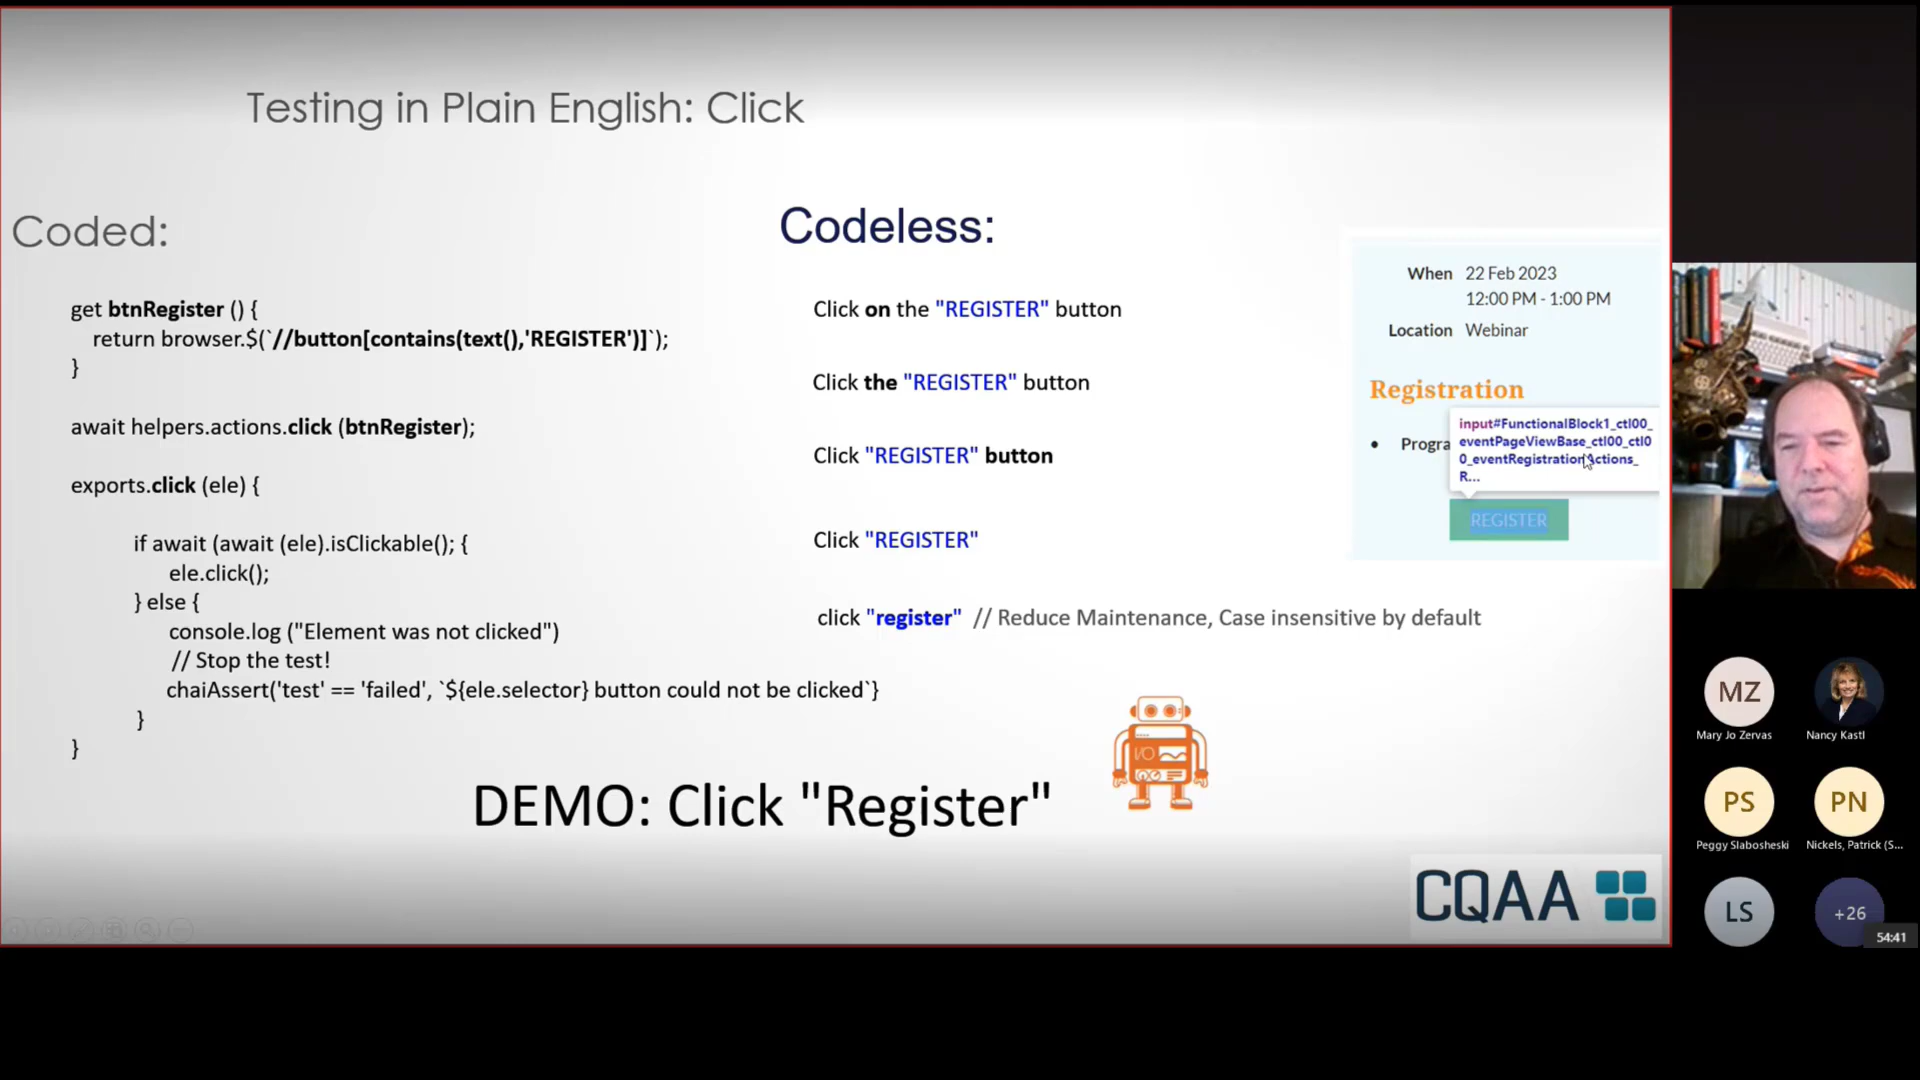 Testing in Plain English: Click
Coded:
get btnRegister () {
return browser.$(`//button[contains(text(),'REGISTER')]`);
}
await helpers.actions.click (btnRegister);
exports.click (ele) {
if await (await (ele).isClickable(); {
ele.click();
} else {
console.log ("Element was not clicked")
// Stop the test!
chaiAssert('test' == 'failed', `${ele.selector} button could not be clicked`}
}
}
Codeless:
Click on the "REGISTER" button
Click the "REGISTER" button
Click "REGISTER" button
Click "REGISTER"
click "register" // Reduce Maintenance, Case insensitive by default
When 22 Feb 2023
12:00 PM - 1:00 PM
Location Webinar
Registration
• Progra
input#FunctionalBlock1_ctl00_
eventPageViewBase_ctl00_ctl0
0_eventRegistrationActions_
R...
REGISTER
I/O
DEMO: Click "Register"
CQAA
MZ
Mary Jo Zervas
Nancy Kastl
PS
Peggy Slabosheski
PN
Nickels, Patrick (S...
LS
+26
54:41